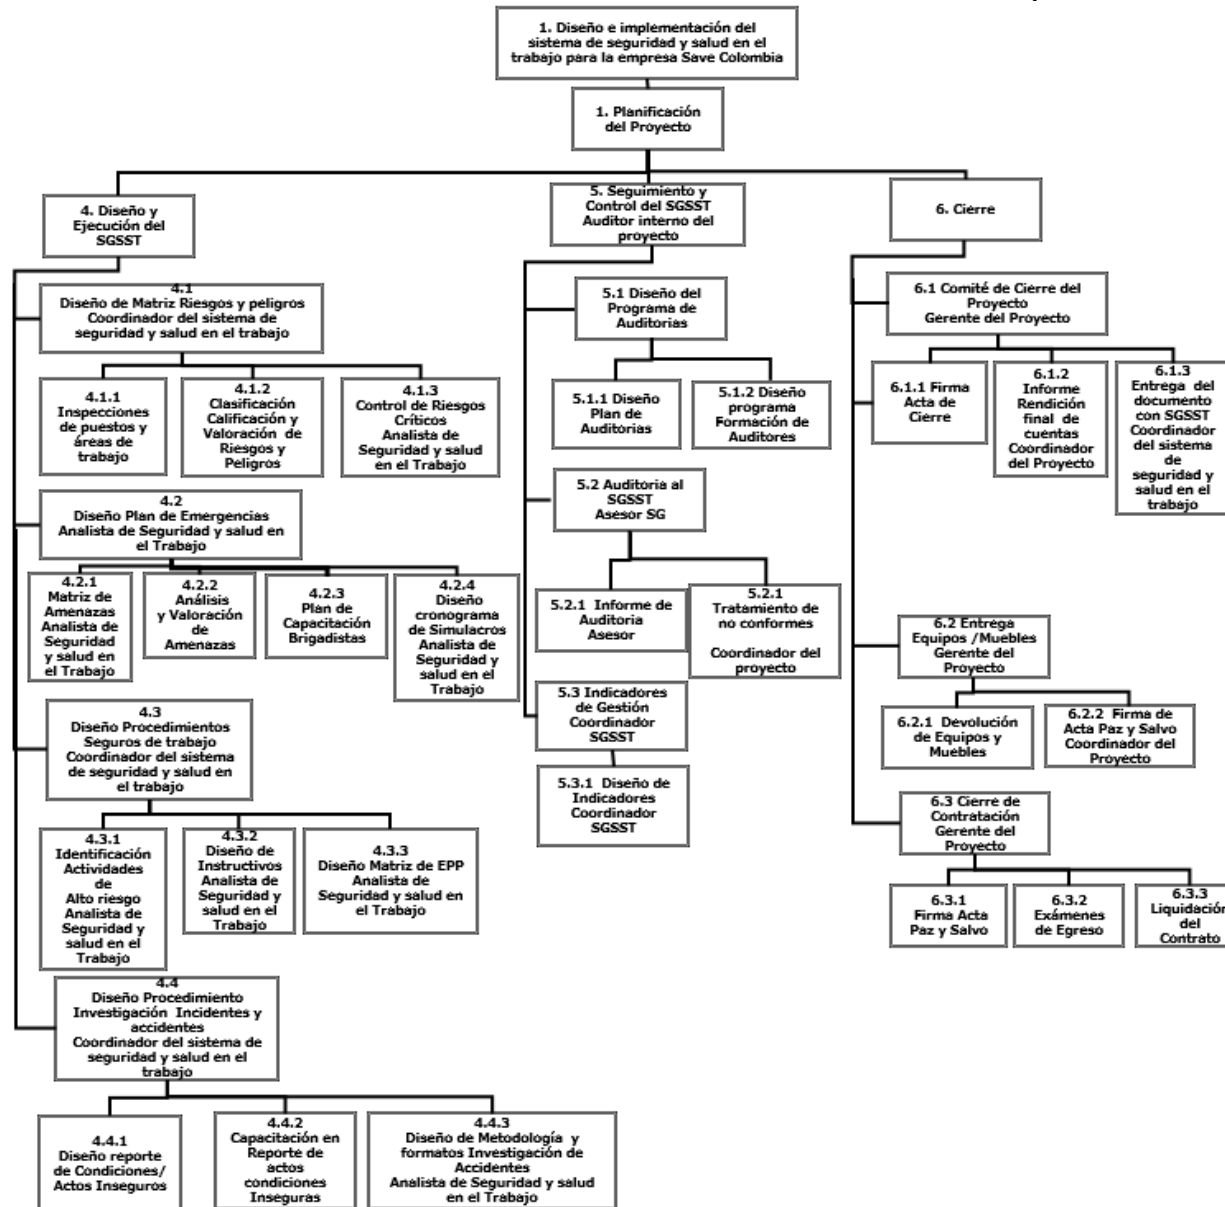 1. Diseño e implementación del
sistema de seguridad y salud en el
trabajo para la empresa Save Colombia
1. Planificación
del Proyecto
4. Diseño y
Ejecución del
SGSST
5. Seguimiento y
Control del SGSST
Auditor interno del
proyecto
6. Cierre
4.1
Diseño de Matriz Riesgos y peligros
Coordinador del sistema de
seguridad y salud en el trabajo
4.1.1
Inspecciones
de puestos y
áreas de
trabajo
4.1.2
Clasificación
Calificación y
Valoración de
Riesgos y
Peligros
4.1.3
Control de Riesgos
Críticos
Analista de
Seguridad y salud
en el Trabajo
4.2
Diseño Plan de Emergencias
Analista de Seguridad y salud en
el Trabajo
4.2.1
Matriz de
Amenazas
Analista de
Seguridad
y salud en
el Trabajo
4.2.2
Análisis
y Valoración
de
Amenazas
4.2.3
Plan de
Capacitación
Brigadistas
4.2.4
Diseño
cronograma
de Simulacros
Analista de
Seguridad y
salud en el
Trabajo
4.3
Diseño Procedimientos
Seguros de trabajo
Coordinador del sistema
de seguridad y salud en
el trabajo
4.3.1
Identificación
Actividades
de
Alto riesgo
Analista de
Seguridad y
salud en el
Trabajo
4.3.2
Diseño de
Instructivos
Analista de
Seguridad y
salud en el
Trabajo
4.3.3
Diseño Matriz de EPP
Analista de
Seguridad y salud en
el Trabajo
4.4
Diseño Procedimiento
Investigación Incidentes y
accidentes
Coordinador del sistema de
seguridad y salud en el
trabajo
4.4.1
Diseño reporte
de Condiciones/
Actos Inseguros
4.4.2
Capacitación en
Reporte de
actos
condiciones
Inseguras
4.4.3
Diseño de Metodología y
formatos Investigación de
Accidentes
Analista de Seguridad y salud
en el Trabajo
5.1 Diseño del
Programa de
Auditorias
5.1.1 Diseño
Plan de
Auditorias
5.1.2 Diseño
programa
Formación de
Auditores
5.2 Auditoria al
SGSST
Asesor SG
5.2.1 Informe de
Auditoria
Asesor
5.2.1
Tratamiento de
no conformes
Coordinador del
proyecto
5.3 Indicadores
de Gestión
Coordinador
SGSST
5.3.1 Diseño de
Indicadores
Coordinador
SGSST
6.1 Comité de Cierre del
Proyecto
Gerente del Proyecto
6.1.1 Firma
Acta de
Cierre
6.1.2
Informe
Rendición
final de
cuentas
Coordinador
del Proyecto
6.1.3
Entrega del
documento
con SGSST
Coordinador
del sistema
de
seguridad y
salud en el
trabajo
6.2 Entrega
Equipos /Muebles
Gerente del
Proyecto
6.2.1 Devolución
de Equipos y
Muebles
6.2.2 Firma de
Acta Paz y Salvo
Coordinador del
Proyecto
6.3 Cierre de
Contratación
Gerente del
Proyecto
6.3.1
Firma Acta
Paz y Salvo
6.3.2
Exámenes
de Egreso
6.3.3
Liquidación
del
Contrato